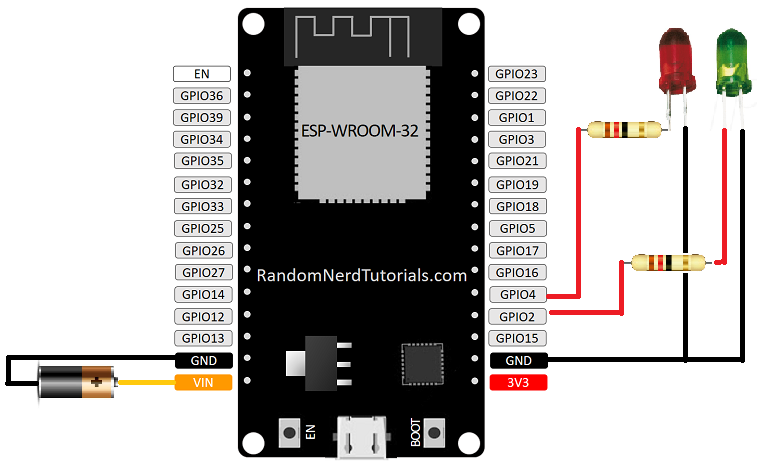 EN
GPIO36
GPIO39
GPIO34
GPIO35
GPIO32
GPIO33
GPIO25
GPIO26
GPIO27
GPIO14
GPIO12
GPIO13
GND
VIN
+
ESP-WROOM-32
RandomNerdTutorials.com
EN
BOOT
GPIO23
GPIO22
GPIO1
GPIO3
GPIO21
GPIO19
GPIO18
GPIO5
GPIO17
GPIO16
GPIO4
GPIO2
GPIO15
GND
3V3